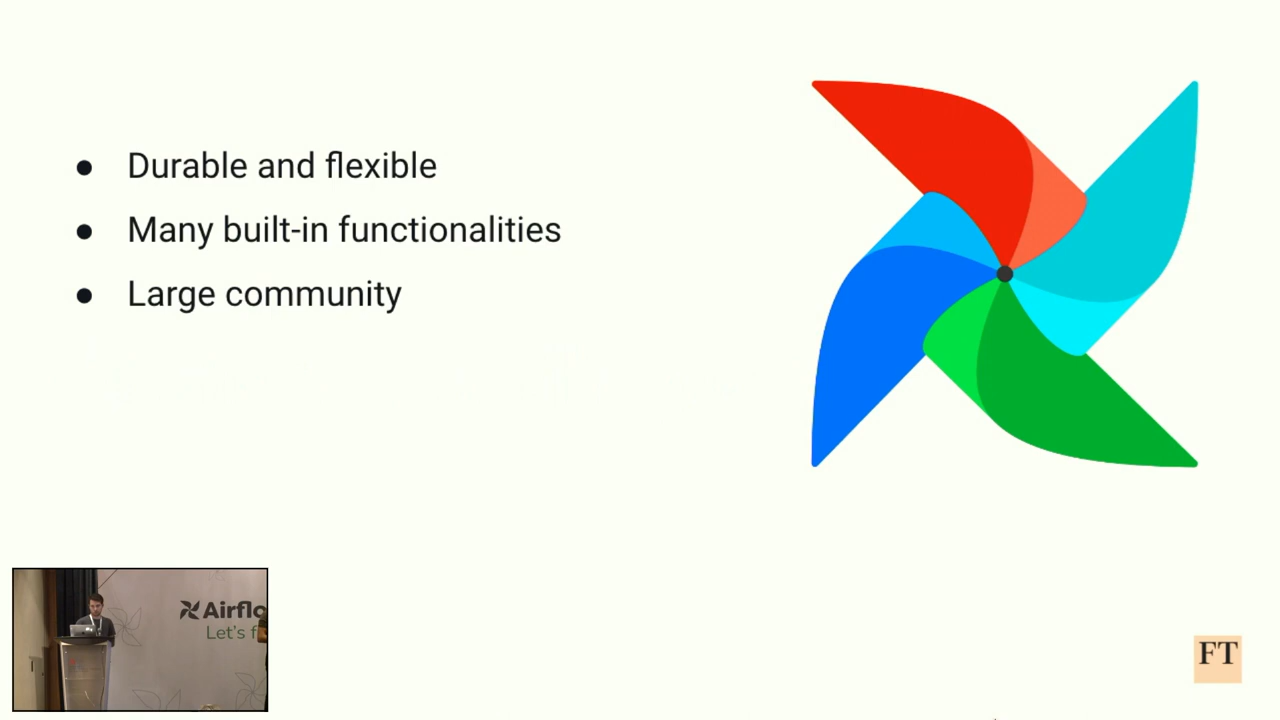 Durable and flexible
Many built-in functionalities
Large community
Airflo
Let's f
FT